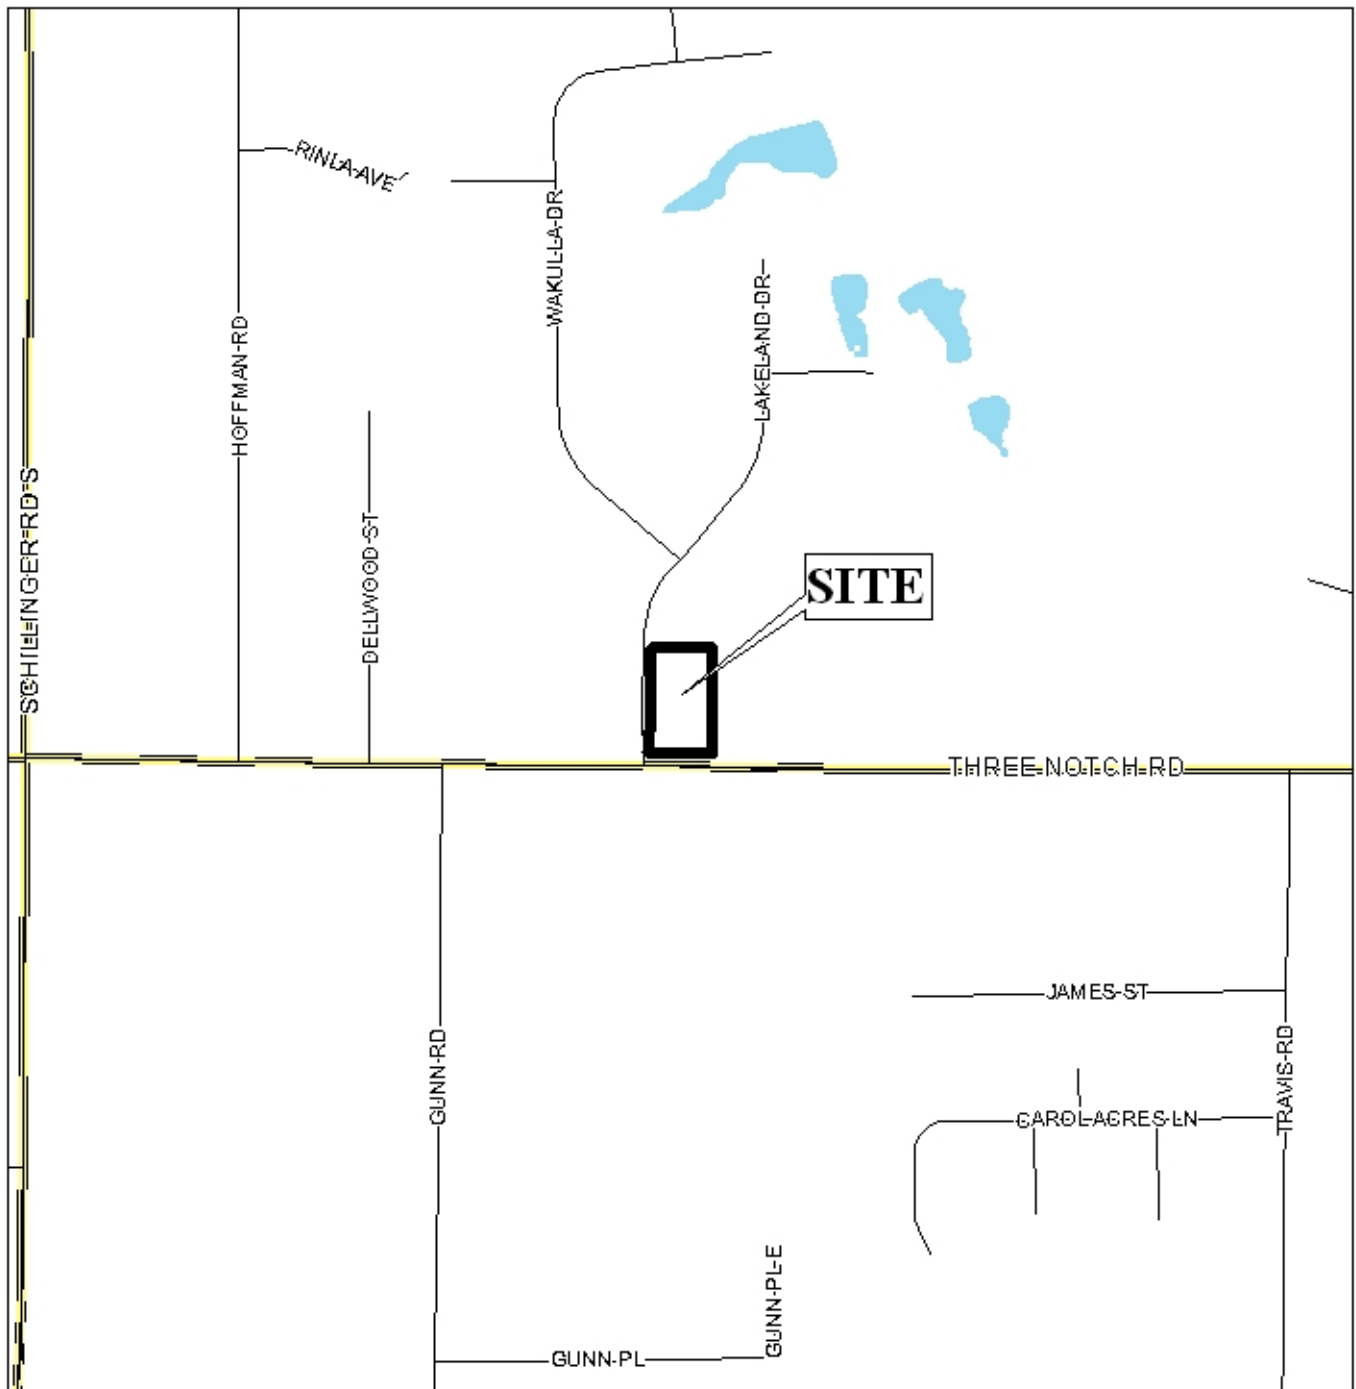 RINLA AVE
WAKULLA DR
LAKELAND DR
HOFFMAN RD
SCHILLINGER RD S
DELLWOOD ST
SITE
THREE NOTCH RD
JAMES ST
GUNN RD
TRAVIS RD
CAROL ACRES LN
GUNN PL E
GUNN PL